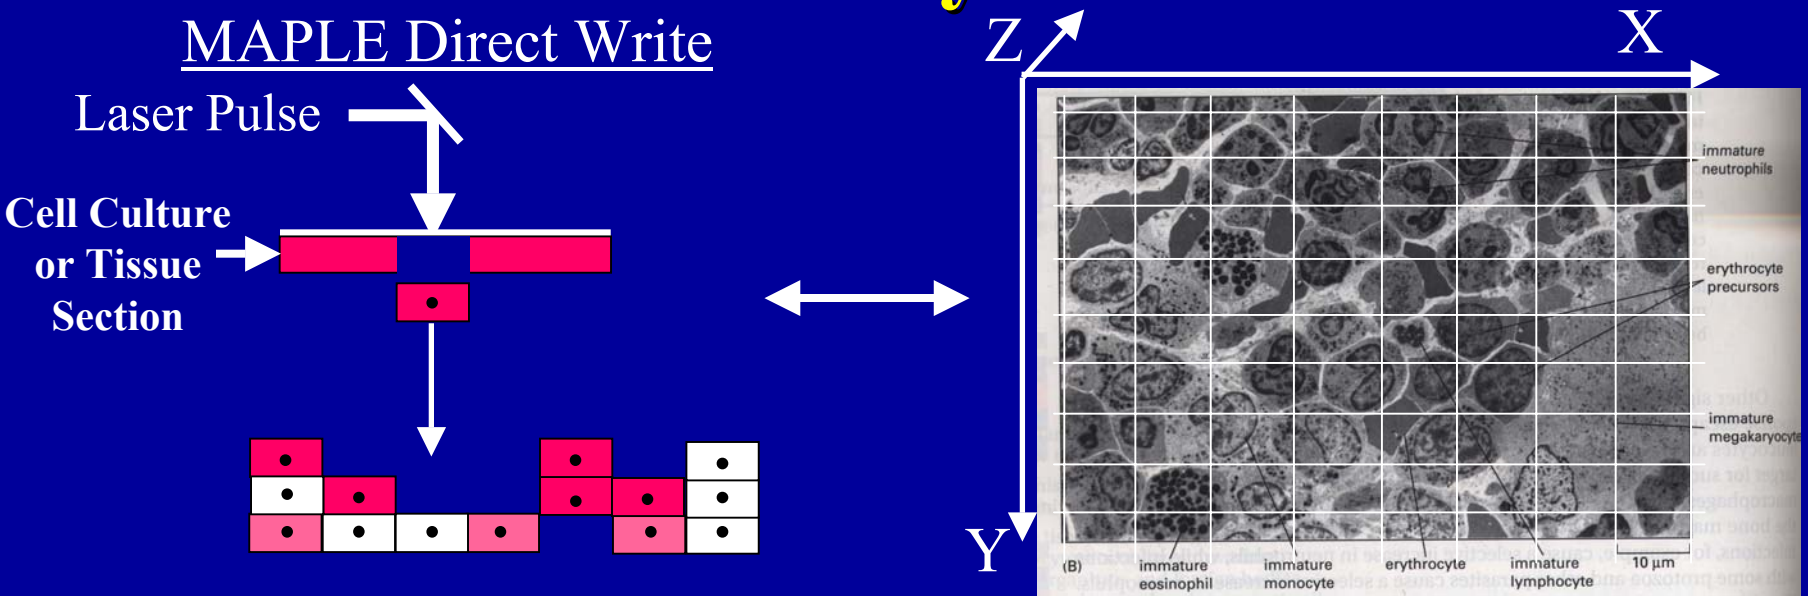 MAPLE Direct Write
Laser Pulse
Cell Culture
or Tissue
Section
Z
X
Y
immature
neutrophils
erythrocyte
precursors
immature
megakaryocyte
(B)
immature
eosinophil
immature
monocyte
erythrocyte
immature
lymphocyte
10 μm